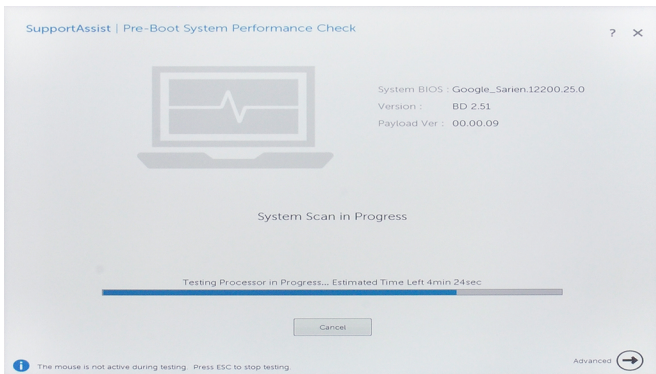 SupportAssist | Pre-Boot System Performance Check
? ×
System BIOS : Google_Sarien.12200.25.0
Version : BD 2.51
Payload Ver : 00.00.09
System Scan in Progress
Testing Processor in Progress... Estimated Time Left 4min 24sec
Cancel
Advanced
The mouse is not active during testing. Press ESC to stop testing.